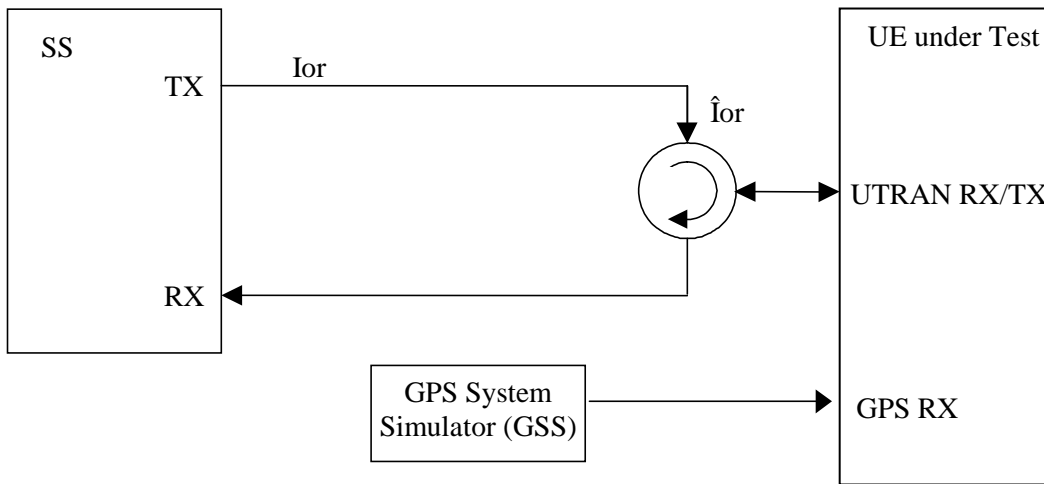 SS
UE under Test
TX
Ior
Îor
UTRAN RX/TX
RX
GPS System
Simulator (GSS)
GPS RX